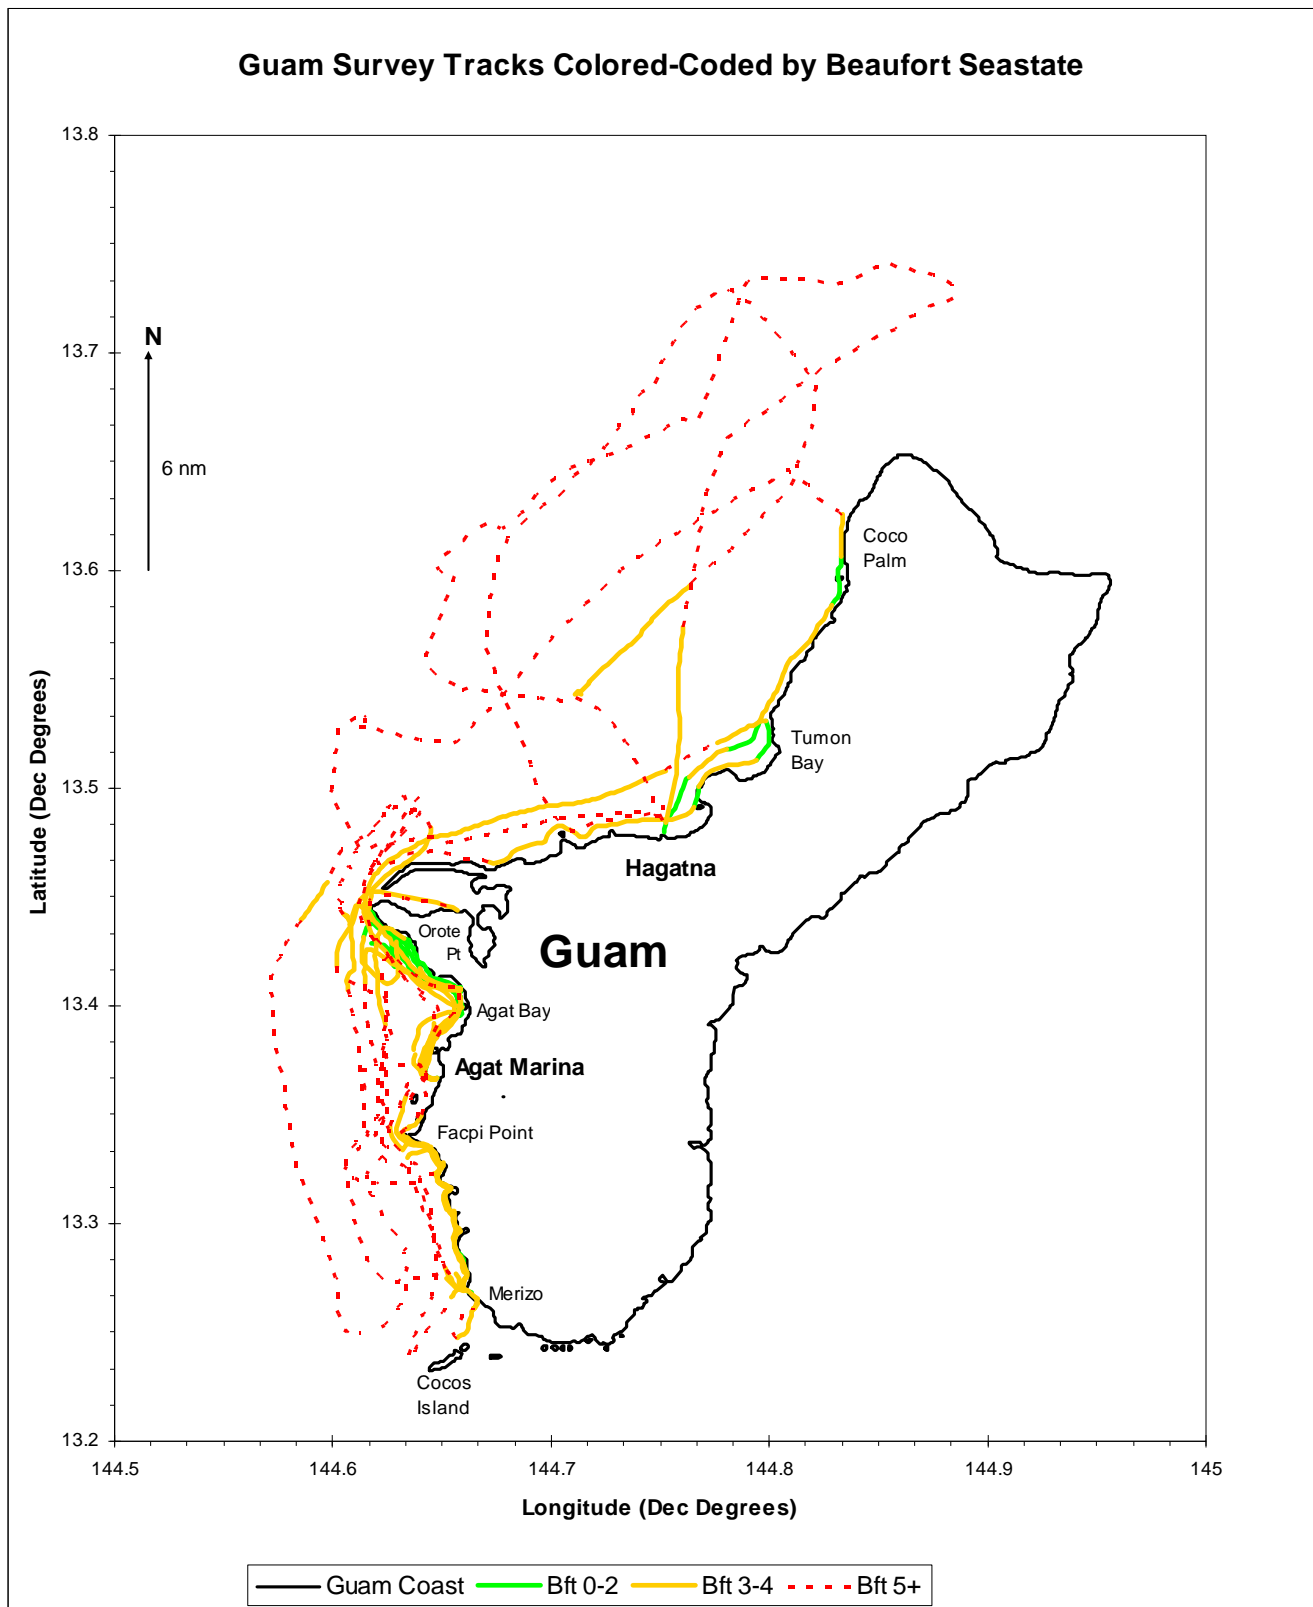 Guam Survey Tracks Colored-Coded by Beaufort Seastate
13.8
13.7
13.6
13.5
13.4
13.3
13.2
Latitude (Dec Degrees)
N
6 nm
Coco
Palm
Tumon
Bay
Hagatna
Orote
Pt
Guam
Agat Bay
Agat Marina
Facpi Point
Merizo
Cocos
Island
144.5 144.6 144.7 144.8 144.9 145
Longitude (Dec Degrees)
Guam Coast Bft 0-2 Bft 3-4 Bft 5+